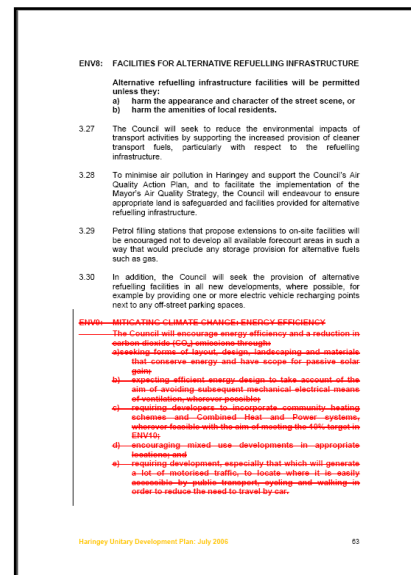 ENV8: FACILITIES FOR ALTERNATIVE REFUELLING INFRASTRUCTURE
Alternative refuelling infrastructure facilities will be permitted
unless they:
a) harm the appearance and character of the street scene, or
b) harm the amenities of local residents.
3.27 The Council will seek to reduce the environmental impacts of
transport activities by supporting the increased provision of cleaner
transport fuels, particularly with respect to the refuelling
infrastructure.
3.28 To minimise air pollution in Haringey and support the Council's Air
Quality Action Plan, and to facilitate the implementation of the
Mayor's Air Quality Strategy, the Council will endeavour to ensure
appropriate land is safeguarded and facilities provided for alternative
refuelling infrastructure.
3.29 Petrol filling stations that propose extensions to on-site facilities will
be encouraged not to develop all available forecourt areas in such a
way that would preclude any storage provision for alternative fuels
such as gas.
3.30 In addition, the Council will seek the provision of alternative
refuelling facilities in all new developments, where possible, for
example by providing one or more electric vehicle recharging points
next to any off-street parking spaces.
ENV9: MITIGATING CLIMATE CHANGE: ENERGY EFFICIENCY
The Council will encourage energy efficiency and a reduction in
carbon dioxide (CO₂) emissions through:
a)seeking forms of layout, design, landscaping and materials
that conserve energy and have scope for passive solar
gain;
b) expecting efficient energy design to take account of the
aim of avoiding subsequent mechanical electrical means
of ventilation, wherever possible;
c) requiring developers to incorporate community heating
schemes and Combined Heat and Power systems,
wherever feasible with the aim of meeting the 10% target in
ENV10;
d) encouraging mixed use developments in appropriate
locations; and
e) requiring development, especially that which will generate
a lot of motorised traffic, to locate where it is easily
accessible by public transport, cycling and walking in
order to reduce the need to travel by car.
Haringey Unitary Development Plan: July 2006 63